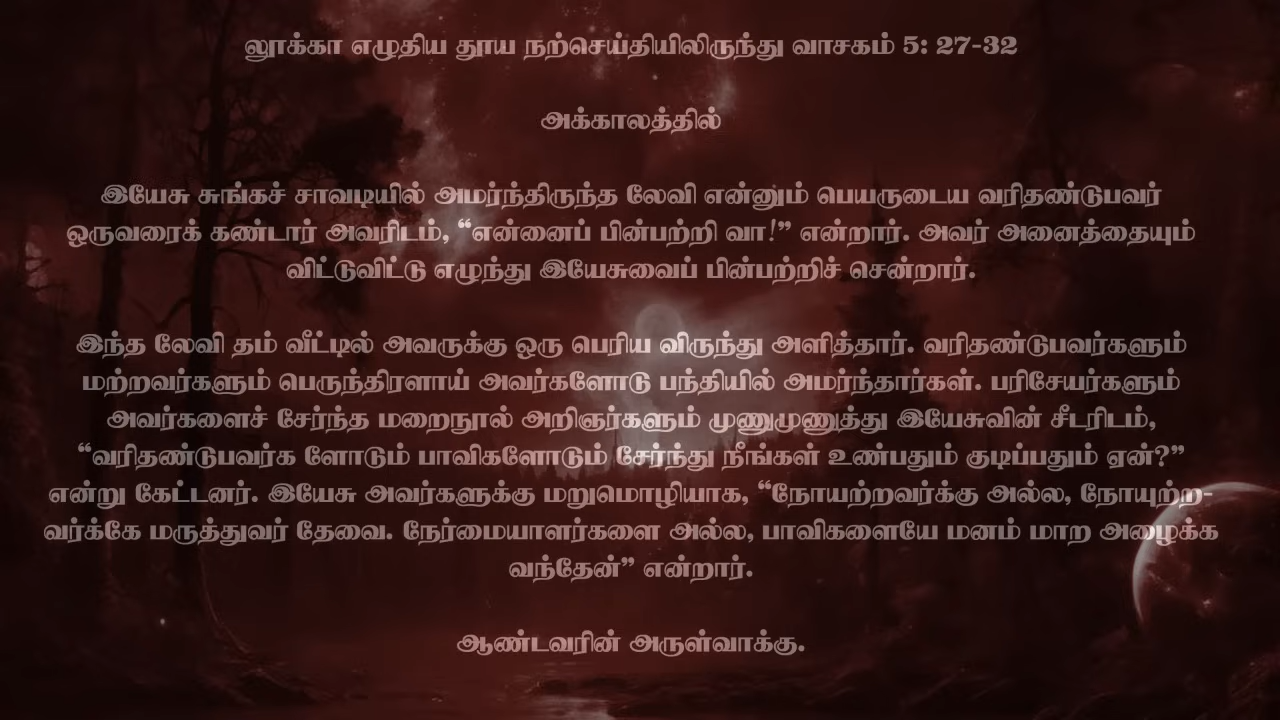 லூக்கா எழுதிய தூய நற்செய்தியிலிருந்து வாசகம் 5: 27-32
அக்காலத்தில்
இயேசு சுங்கச் சாவடியில் அமர்ந்திருந்த லேவி என்னும் பெயருடைய வரிதண்டுபவர்
ஒருவரைக் கண்டார் அவரிடம், “என்னைப் பின்பற்றி வா!” என்றார். அவர் அனைத்தையும்
விட்டுவிட்டு எழுந்து இயேசுவைப் பின்பற்றிச் சென்றார்.
இந்த லேவி தம் வீட்டில் அவருக்கு ஒரு பெரிய விருந்து அளித்தார். வரிதண்டுபவர்களும்
மற்றவர்களும் பெருந்திரளாய் அவர்களோடு பந்தியில் அமர்ந்தார்கள். பரிசேயர்களும்
அவர்களைச் சேர்ந்த மறைநூல் அறிஞர்களும் முணுமுணுத்து இயேசுவின் சீடரிடம்,
“வரிதண்டுபவர்க ளோடும் பாவிகளோடும் சேர்ந்து நீங்கள் உண்பதும் குடிப்பதும் ஏன்?”
என்று கேட்டனர். இயேசு அவர்களுக்கு மறுமொழியாக, “நோயற்றவர்க்கு அல்ல, நோயுற்ற-
வர்க்கே மருத்துவர் தேவை. நேர்மையாளர்களை அல்ல, பாவிகளையே மனம் மாற அழைக்க
வந்தேன்” என்றார்.
ஆண்டவரின் அருள்வாக்கு.